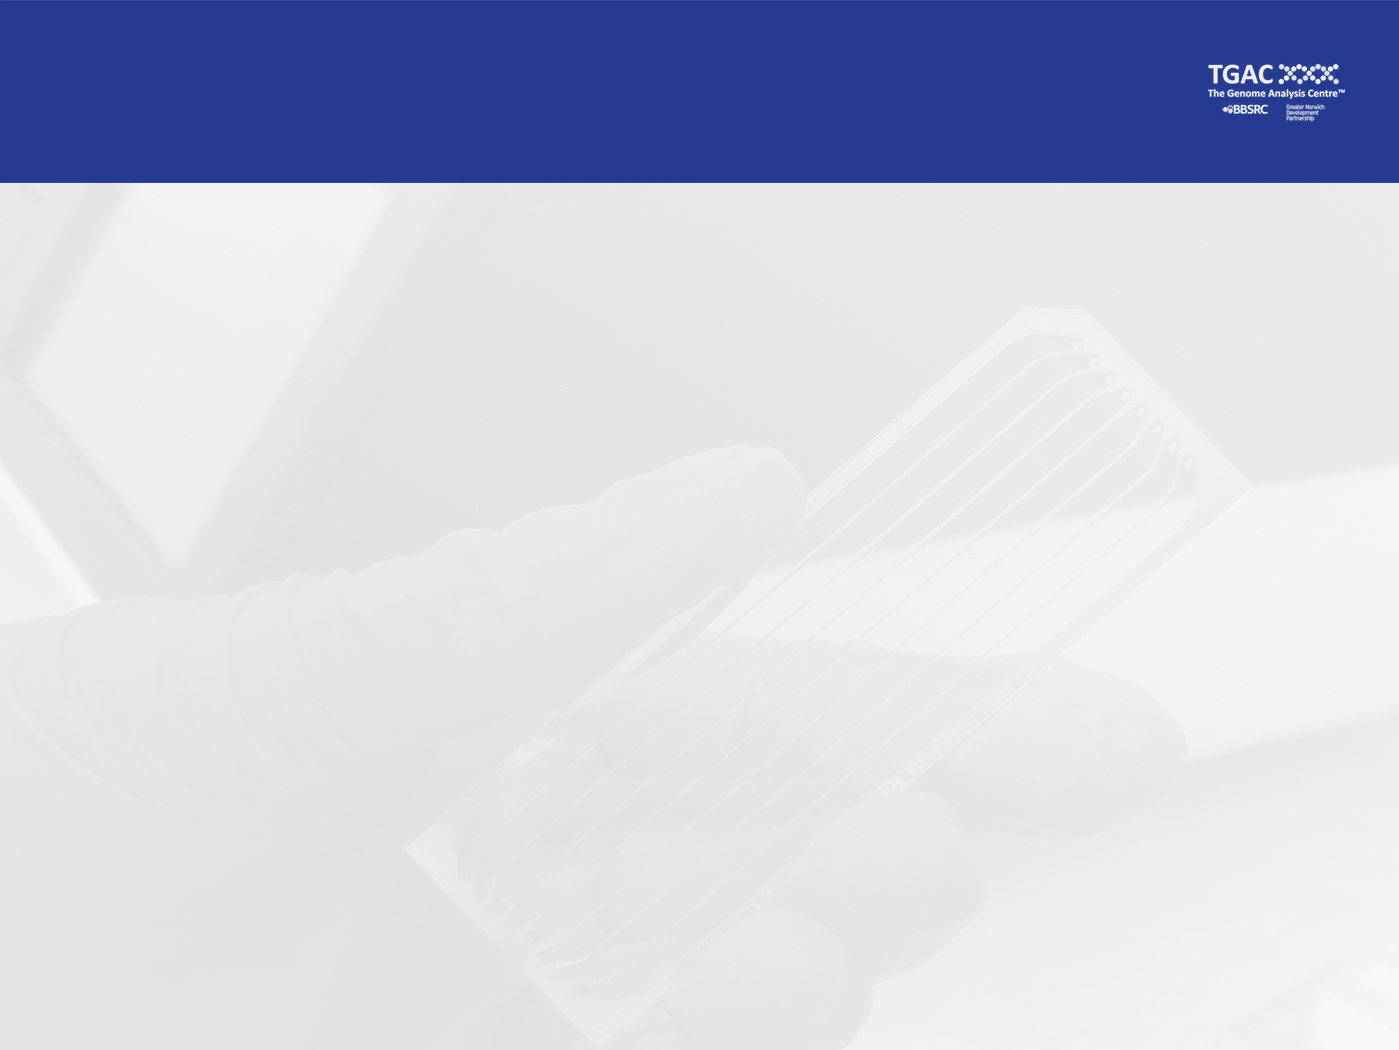 TGAC
The Genome Analysis Centre™
BBSRC
Greater Norwich
Development
Partnership